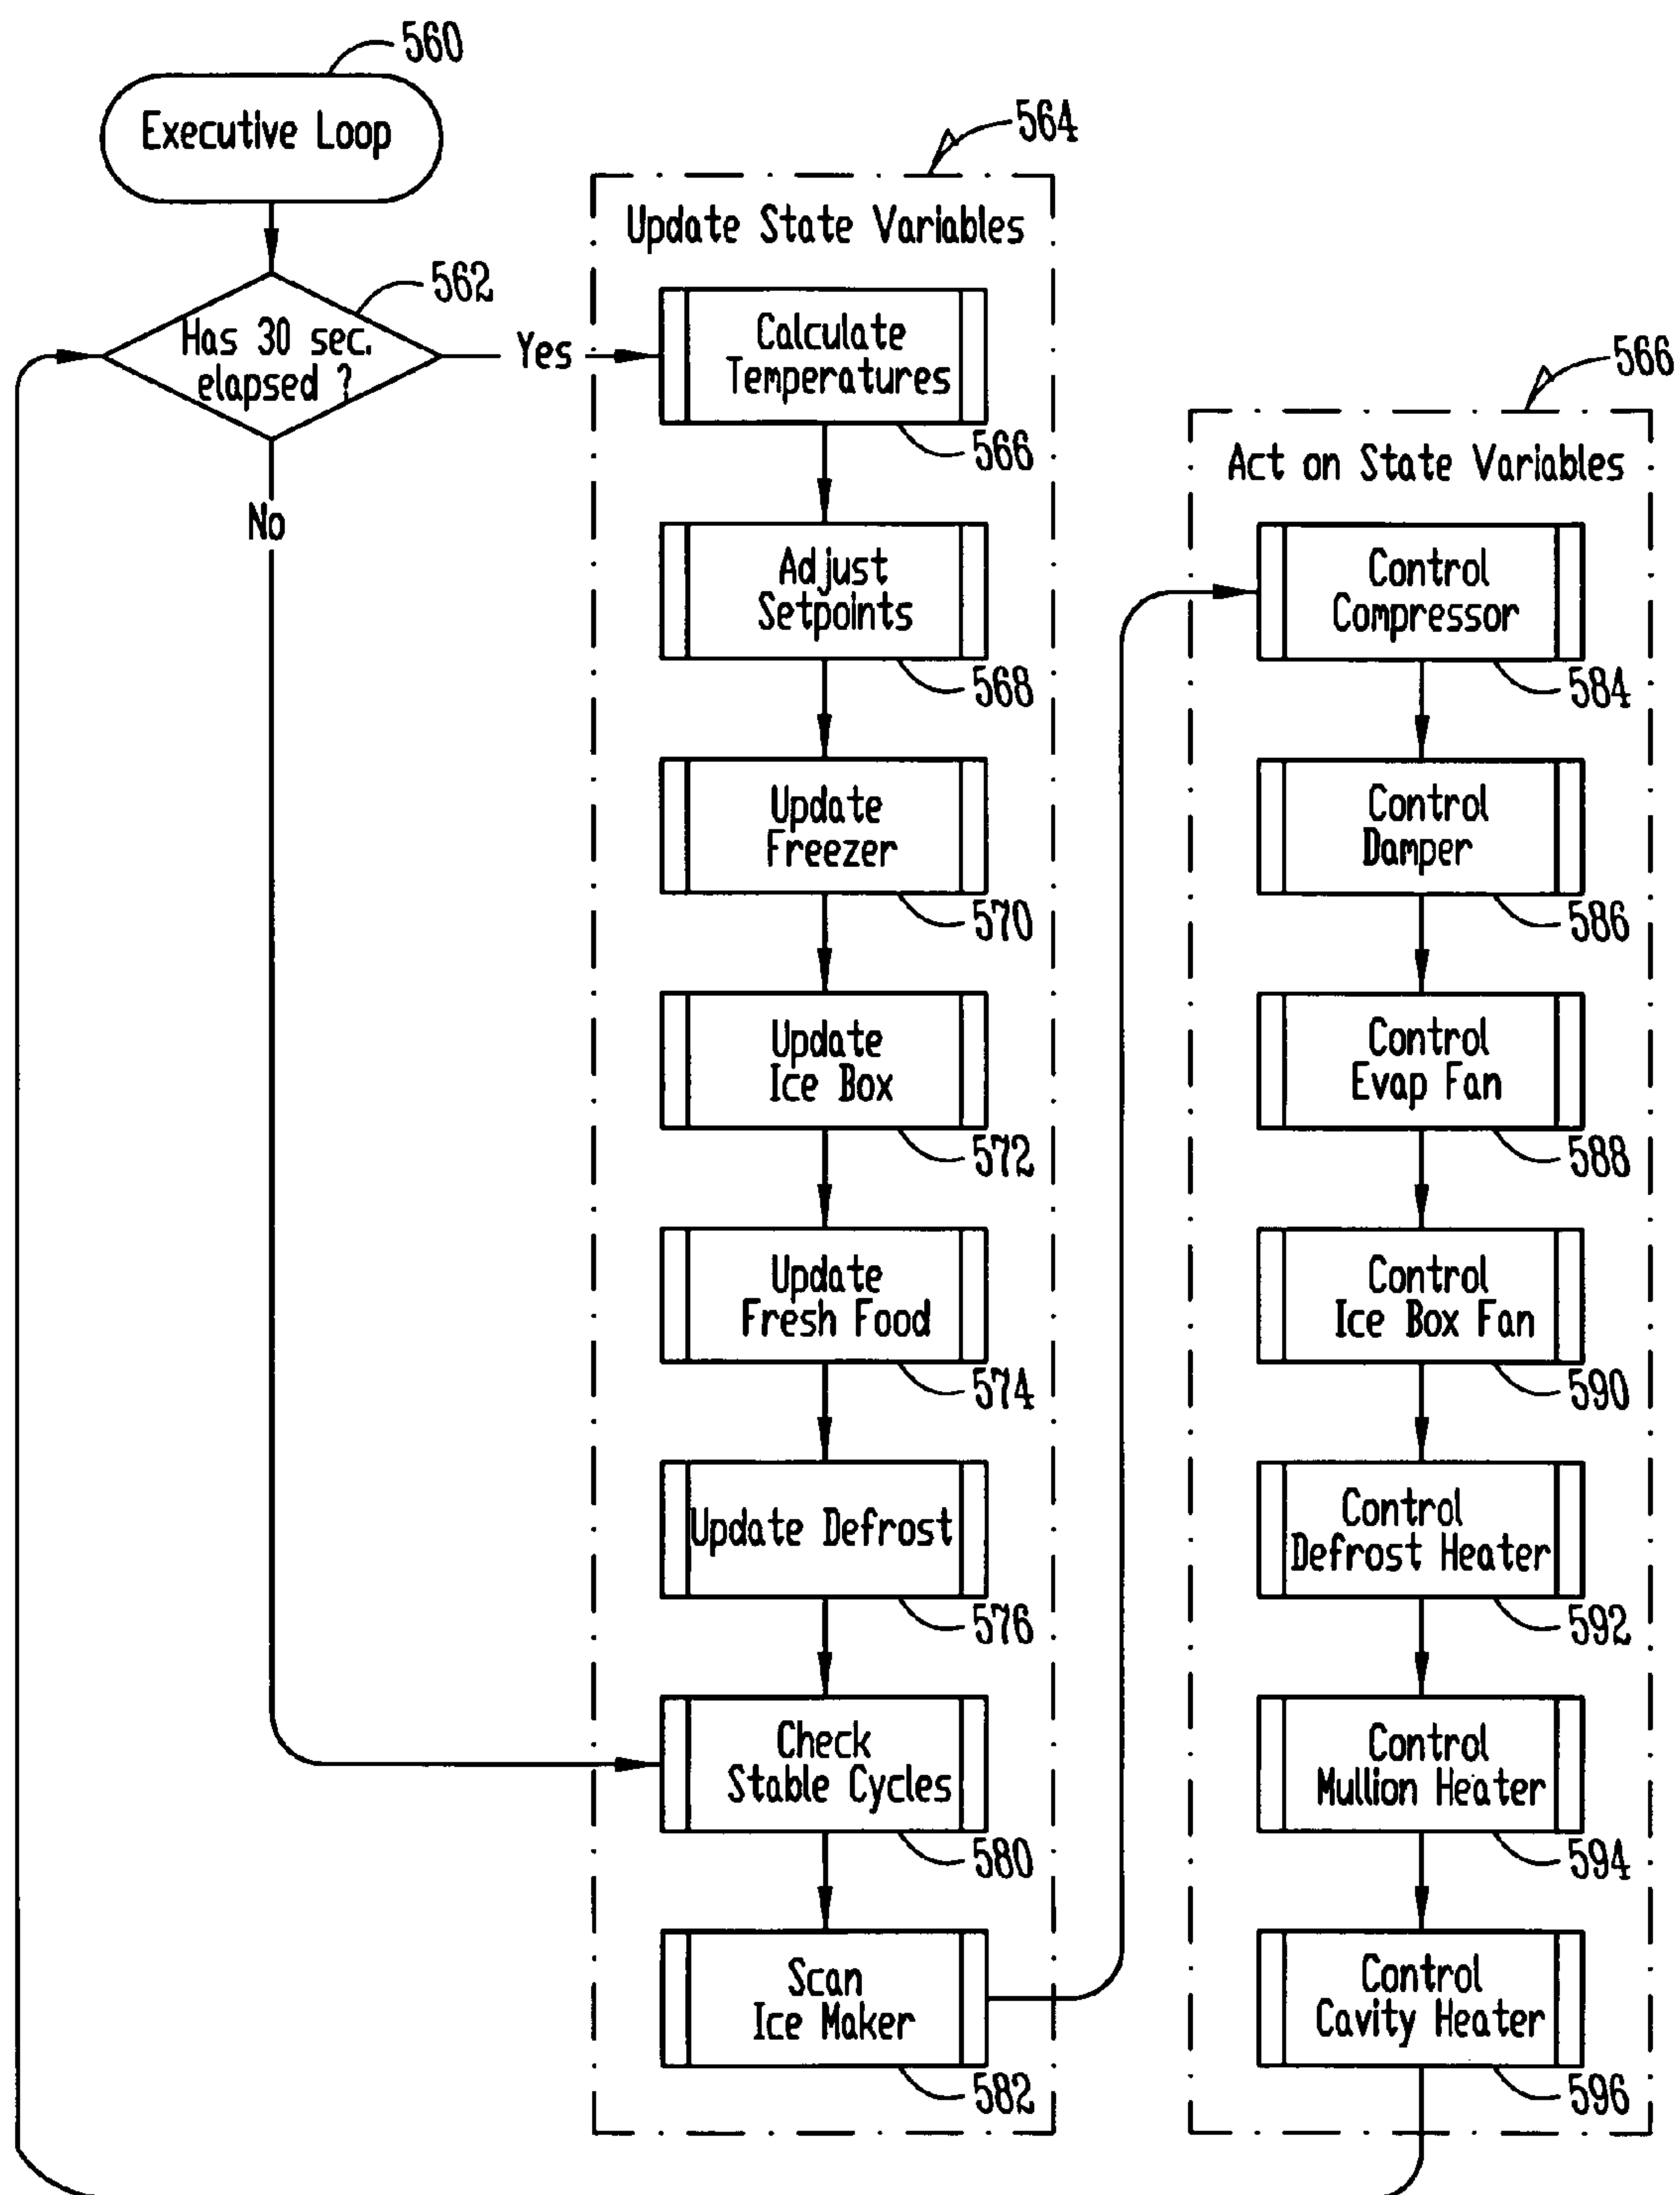 560
Executive Loop
562
Has 30 sec.
elapsed ?
Yes
No
564
Update State Variables
Calculate
Temperatures
566
Adjust
Setpoints
568
Update
Freezer
570
Update
Ice Box
572
Update
Fresh Food
574
Update Defrost
576
Check
Stable Cycles
580
Scan
Ice Maker
582
566
Act on State Variables
Control
Compressor
584
Control
Damper
586
Control
Evap Fan
588
Control
Ice Box Fan
590
Control
Defrost Heater
592
Control
Mullion Heater
594
Control
Cavity Heater
596